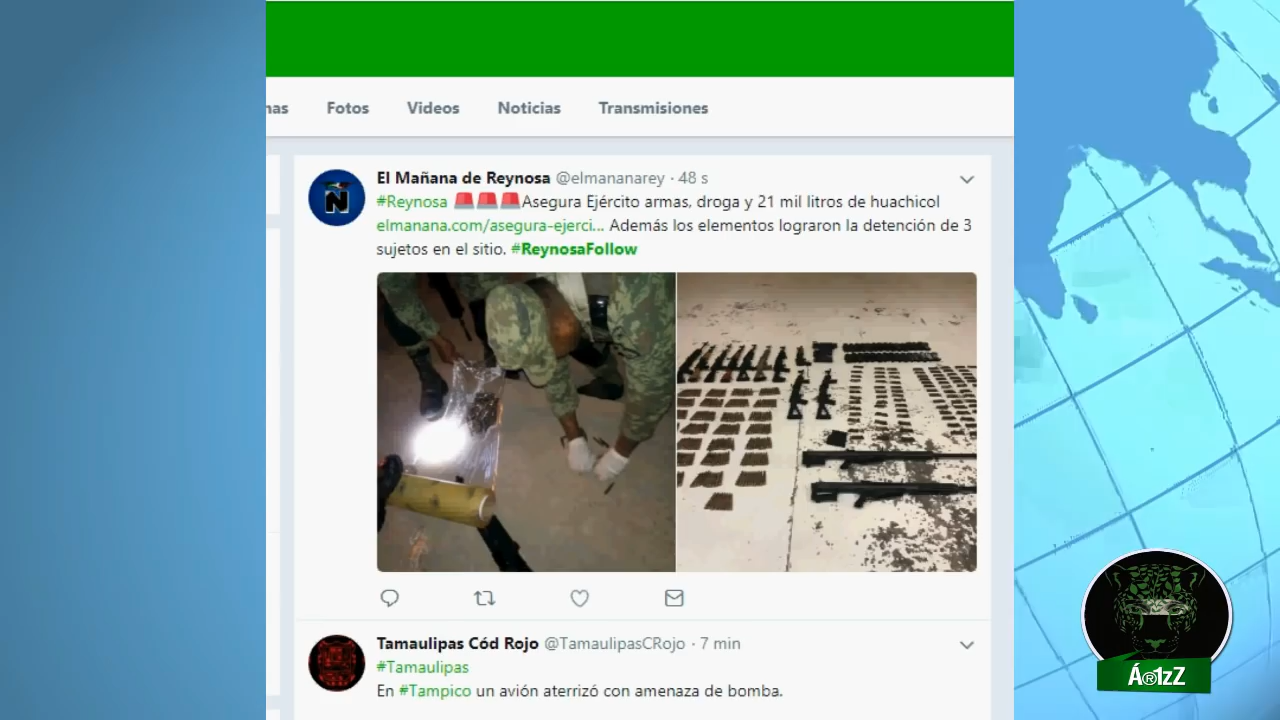 nas Fotos Videos Noticias Transmisiones
El Mañana de Reynosa @elmananarey · 48 s
#Reynosa 🚨🚨🚨Asegura Ejército armas, droga y 21 mil litros de huachicol
elmanana.com/asegura-ejerci... Además los elementos lograron la detención de 3
sujetos en el sitio. #ReynosaFollow
Tamaulipas Cód Rojo @TamaulipasCRojo · 7 min
#Tamaulipas
En #Tampico un avión aterrizó con amenaza de bomba.
Á®1zZ